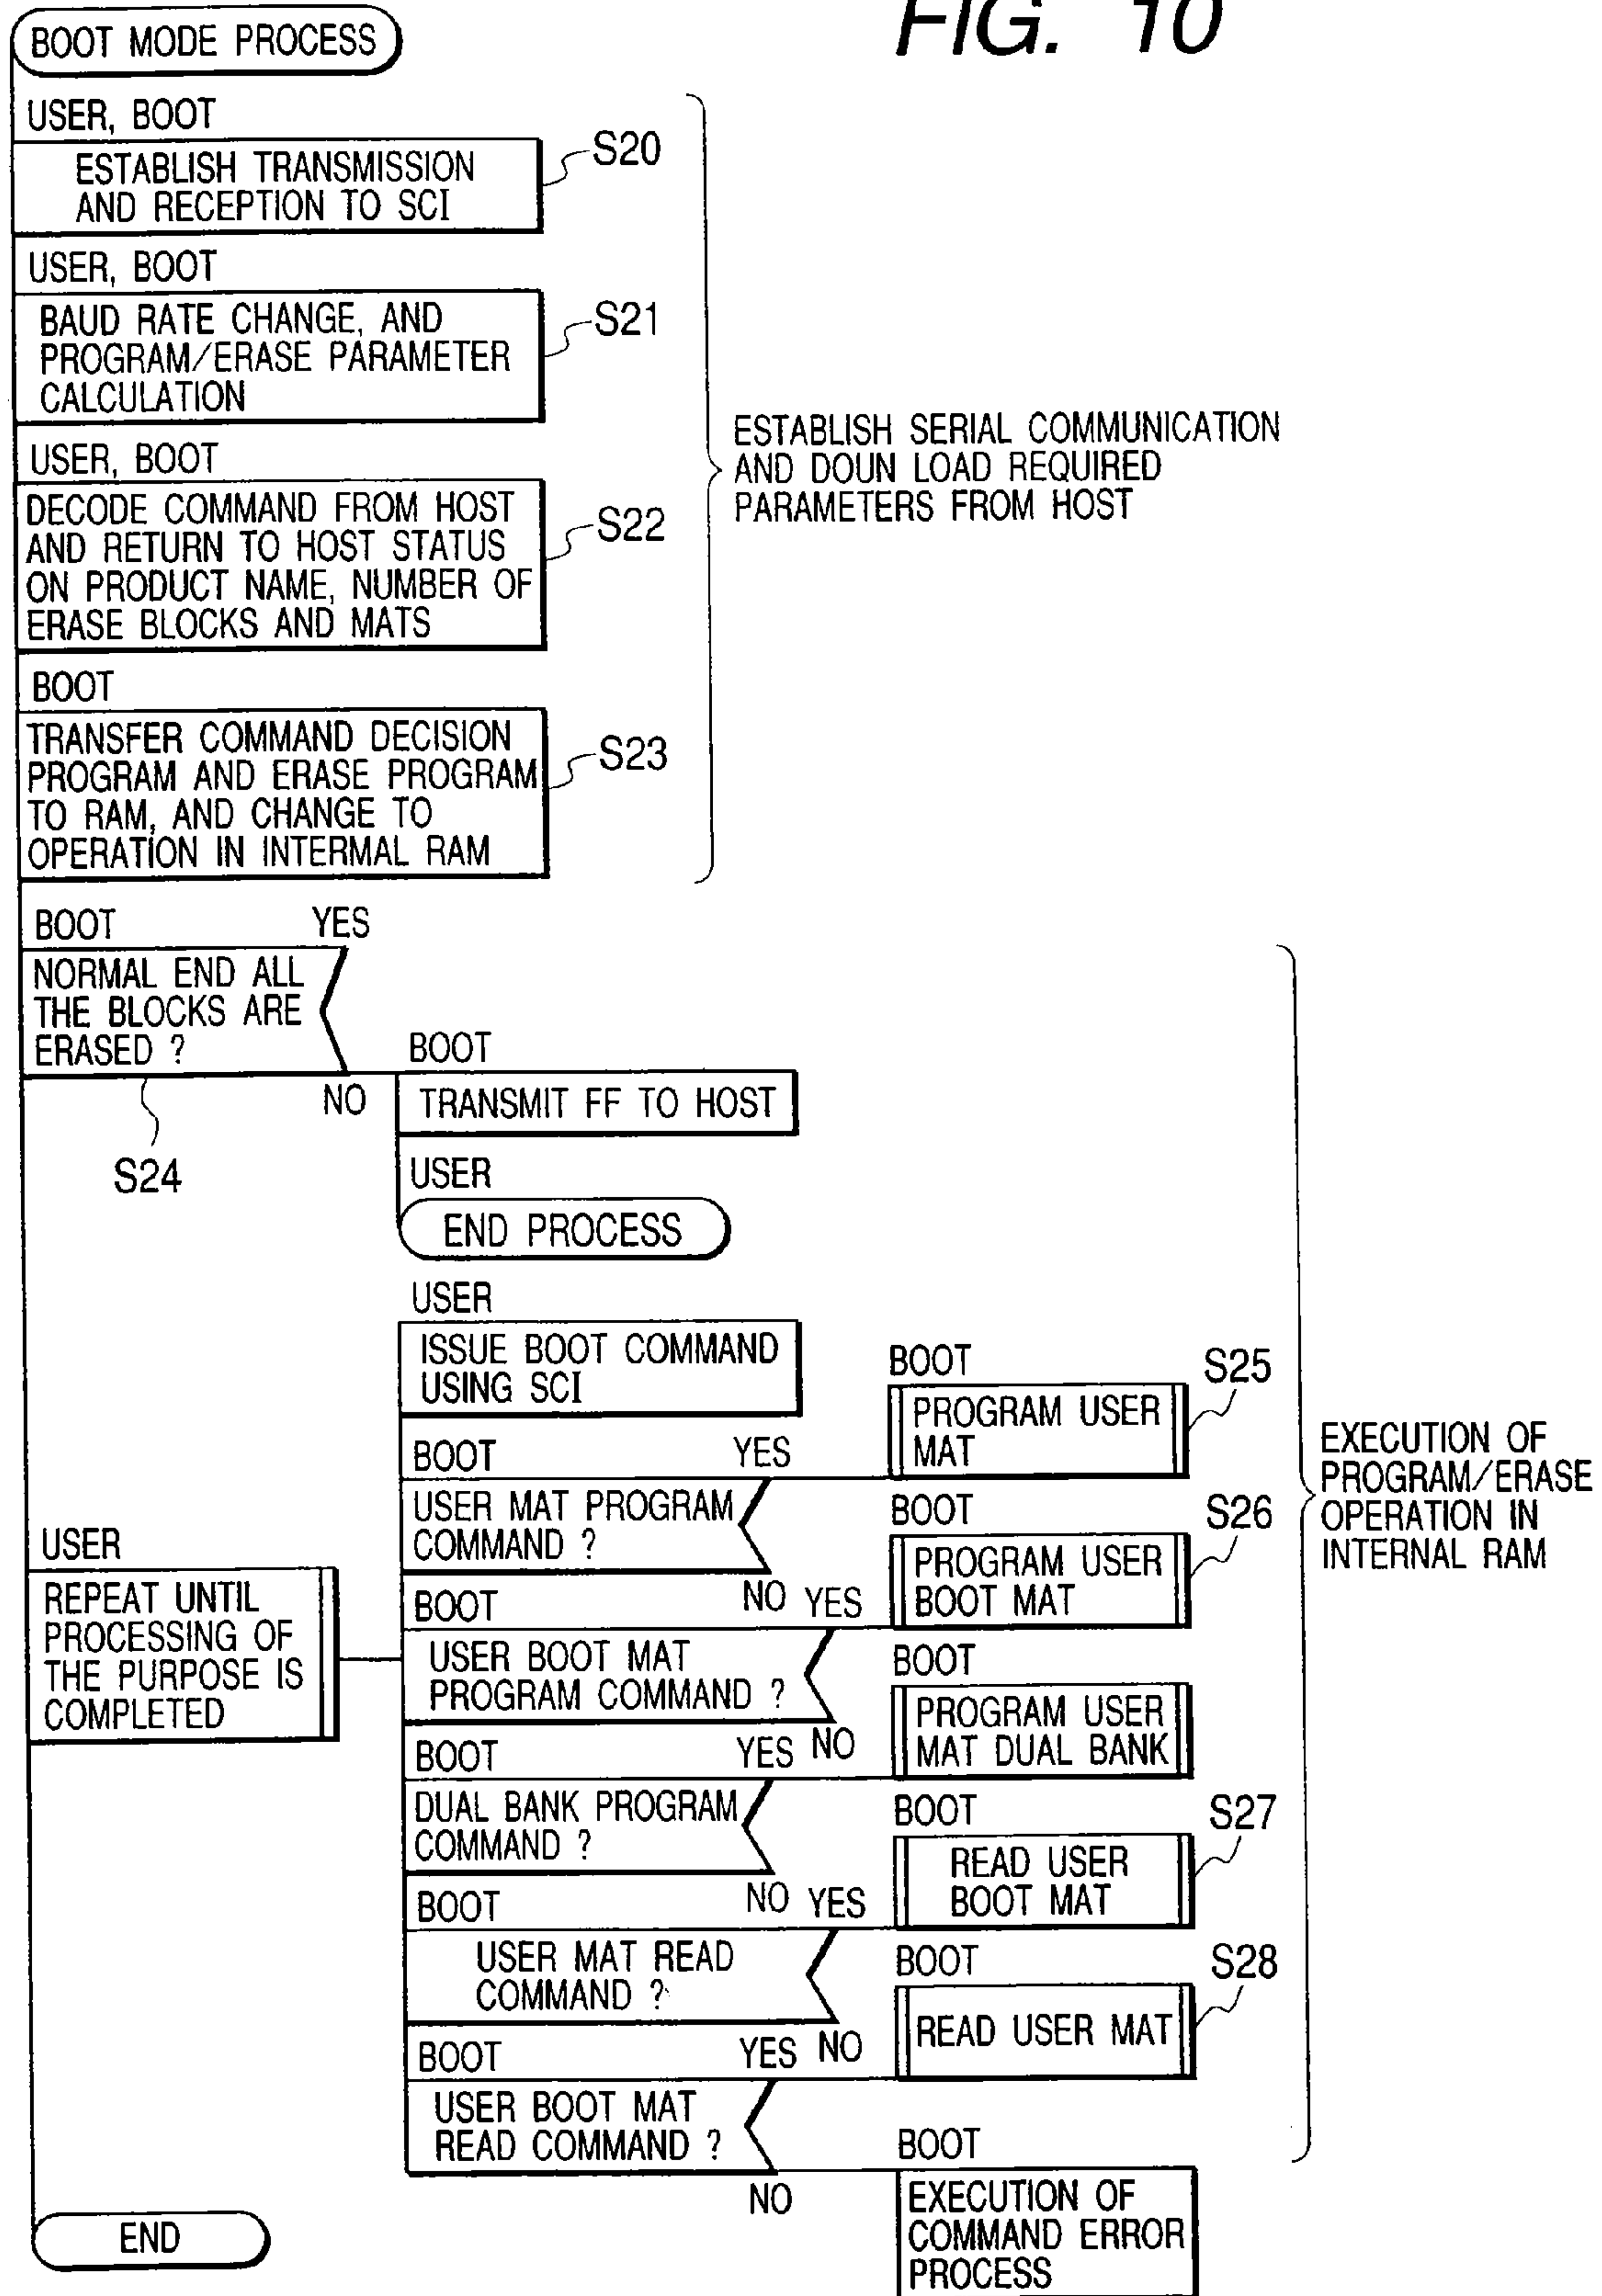 FIG. 10
BOOT MODE PROCESS
USER, BOOT
ESTABLISH TRANSMISSION
AND RECEPTION TO SCI
S20
USER, BOOT
BAUD RATE CHANGE, AND
PROGRAM/ERASE PARAMETER
CALCULATION
S21
USER, BOOT
DECODE COMMAND FROM HOST
AND RETURN TO HOST STATUS
ON PRODUCT NAME, NUMBER OF
ERASE BLOCKS AND MATS
S22
BOOT
TRANSFER COMMAND DECISION
PROGRAM AND ERASE PROGRAM
TO RAM, AND CHANGE TO
OPERATION IN INTERMAL RAM
S23
ESTABLISH SERIAL COMMUNICATION
AND DOUN LOAD REQUIRED
PARAMETERS FROM HOST
BOOT YES
NORMAL END ALL
THE BLOCKS ARE
ERASED ?
NO
S24
BOOT
TRANSMIT FF TO HOST
USER
END PROCESS
USER
REPEAT UNTIL
PROCESSING OF
THE PURPOSE IS
COMPLETED
USER
ISSUE BOOT COMMAND
USING SCI
BOOT YES
USER MAT PROGRAM
COMMAND ?
NO
BOOT
PROGRAM USER
MAT
S25
BOOT YES
USER BOOT MAT
PROGRAM COMMAND ?
NO
BOOT
PROGRAM USER
BOOT MAT
S26
BOOT YES
DUAL BANK PROGRAM
COMMAND ?
NO
BOOT
PROGRAM USER
MAT DUAL BANK
BOOT YES
USER MAT READ
COMMAND ?
NO
BOOT
READ USER
BOOT MAT
S27
BOOT YES
USER BOOT MAT
READ COMMAND ?
NO
BOOT
READ USER MAT
S28
BOOT
EXECUTION OF
COMMAND ERROR
PROCESS
EXECUTION OF
PROGRAM/ERASE
OPERATION IN
INTERNAL RAM
END